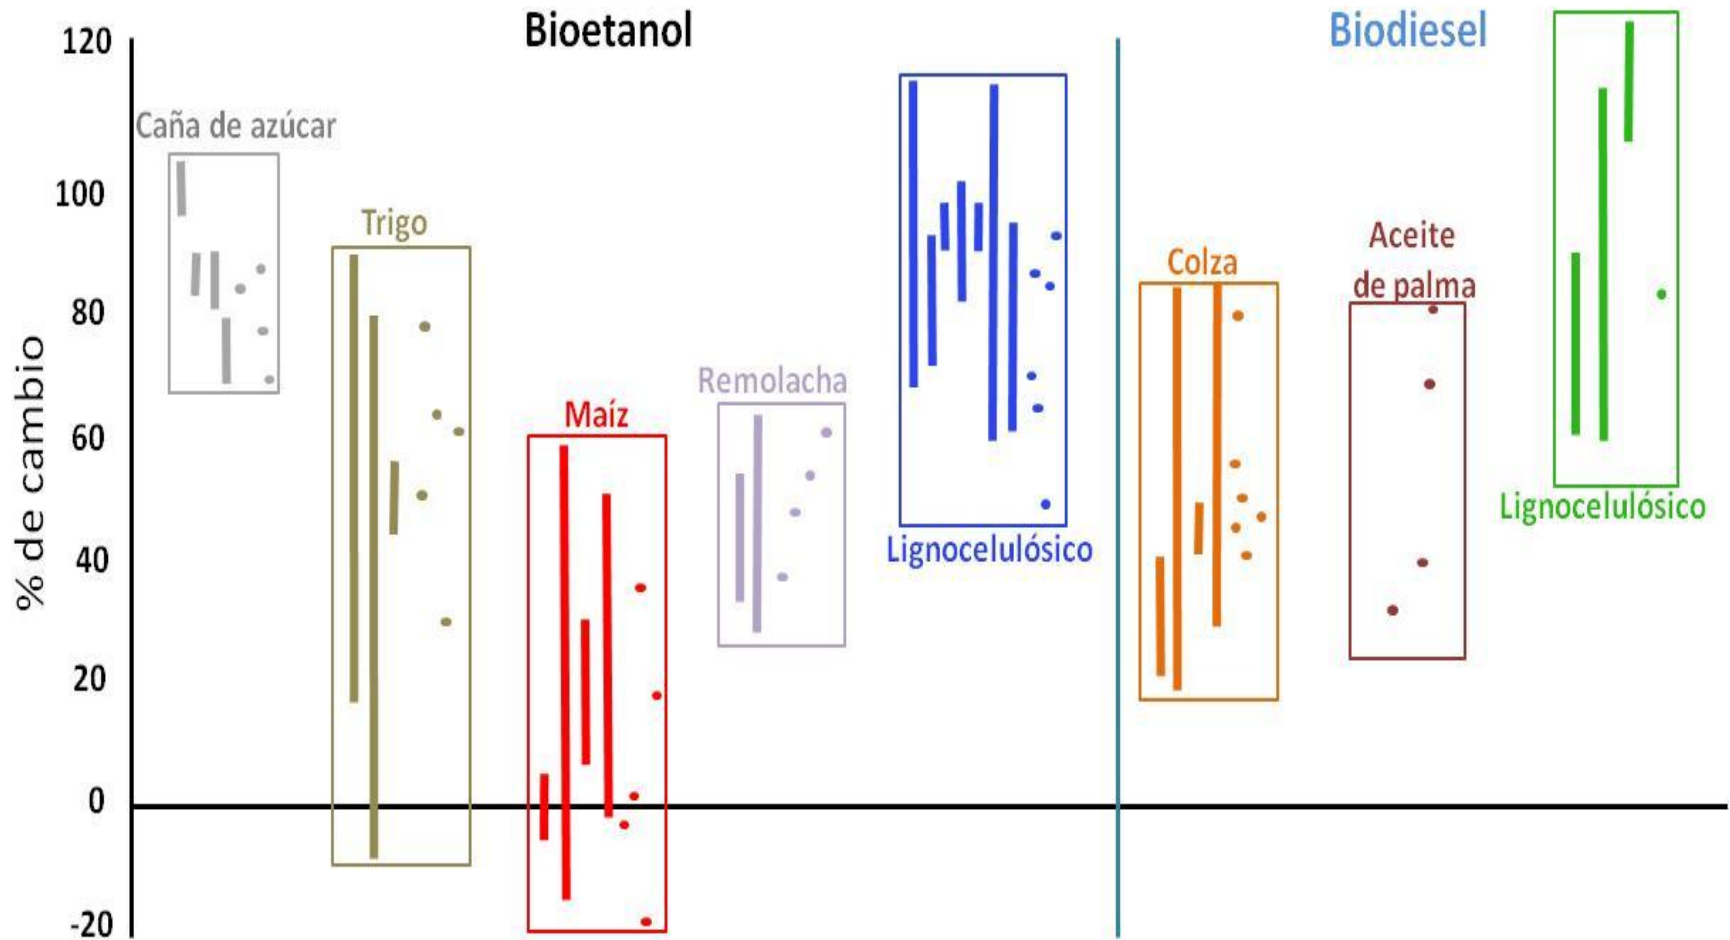 Bioetanol
Biodiesel
% de cambio
120
100
80
60
40
20
0
-20
Caña de azúcar
Trigo
Maíz
Remolacha
Lignocelulósico
Colza
Aceite
de palma
Lignocelulósico